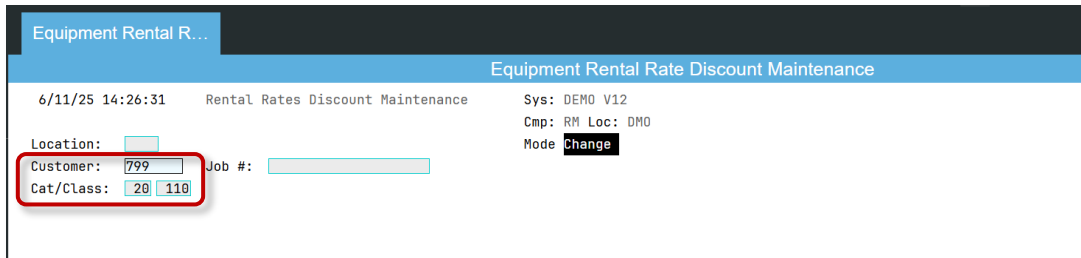 Equipment Rental R...
Equipment Rental Rate Discount Maintenance
6/11/25 14:26:31 Rental Rates Discount Maintenance Sys: DEMO V12
Cmp: RM Loc: DMO
Location: Mode Change
Customer: 799 Job #:
Cat/Class: 20 110